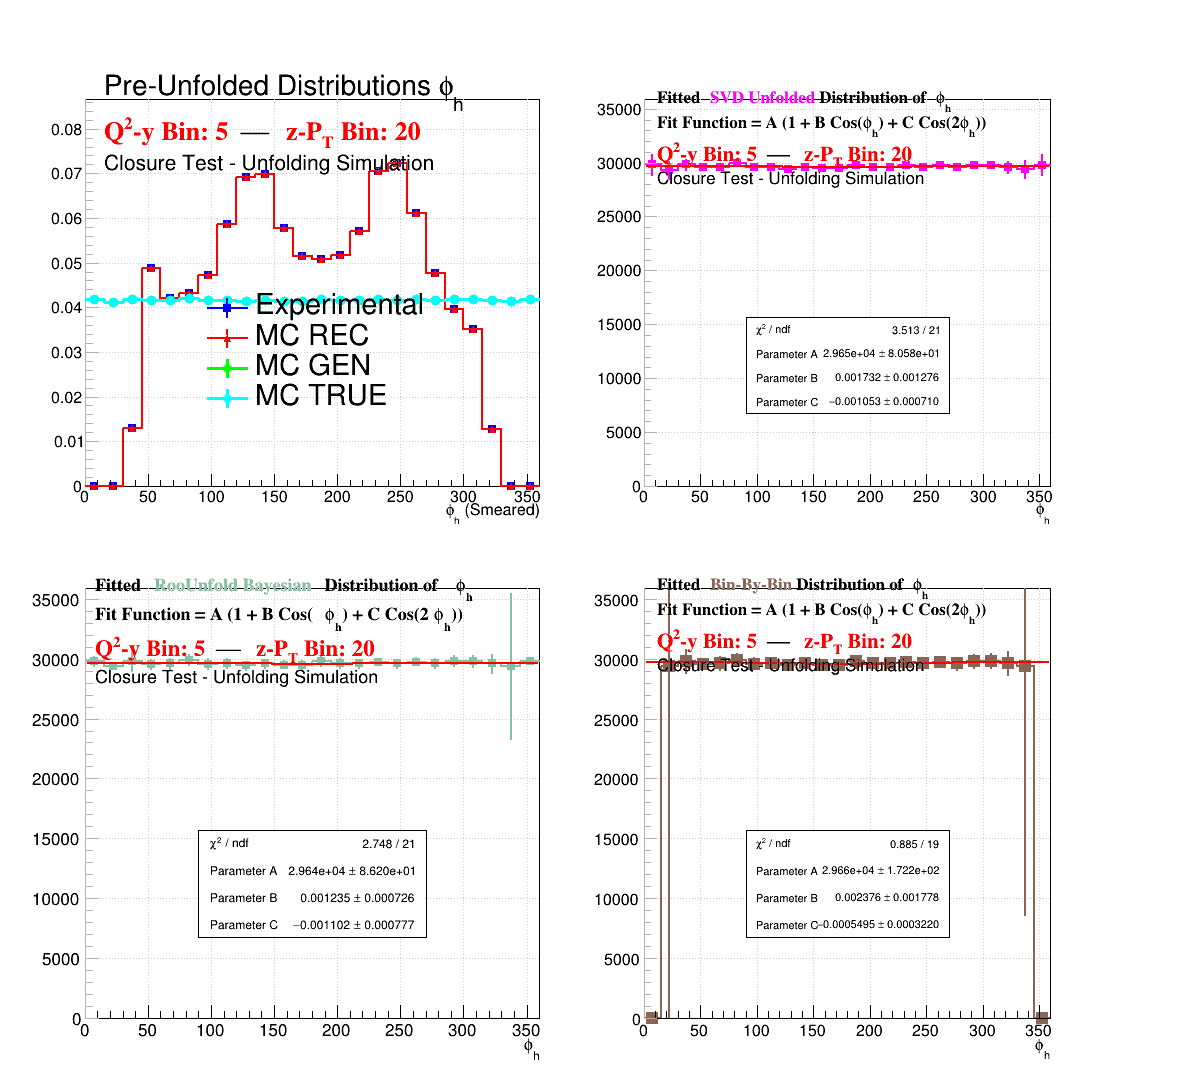 Pre-Unfolded Distributions ϕh
Q2-y Bin: 5 — z-PT Bin: 20
Closure Test - Unfolding Simulation
0.08
0.07
0.06
0.05
0.04
0.03
0.02
0.01
0
Experimental
MC REC
MC GEN
MC TRUE
0 50 100 150 200 250 300 350
ϕh (Smeared)
Fitted SVD Unfolded Distribution of ϕh
Fit Function = A (1 + B Cos(ϕh) + C Cos(2ϕh))
Q2-y Bin: 5 — z-PT Bin: 20
Closure Test - Unfolding Simulation
35000
30000
25000
20000
15000
10000
5000
0
χ2 / ndf 3.513 / 21
Parameter A 2.965e+04 ± 8.058e+01
Parameter B 0.001732 ± 0.001276
Parameter C −0.001053 ± 0.000710
0 50 100 150 200 250 300 350
ϕh
Fitted RooUnfold Bayesian Distribution of ϕh
Fit Function = A (1 + B Cos( ϕh) + C Cos(2 ϕh))
Q2-y Bin: 5 — z-PT Bin: 20
Closure Test - Unfolding Simulation
35000
30000
25000
20000
15000
10000
5000
0
χ2 / ndf 2.748 / 21
Parameter A 2.964e+04 ± 8.620e+01
Parameter B 0.001235 ± 0.000726
Parameter C −0.001102 ± 0.000777
0 50 100 150 200 250 300 350
ϕh
Fitted Bin-By-Bin Distribution of ϕh
Fit Function = A (1 + B Cos(ϕh) + C Cos(2ϕh))
Q2-y Bin: 5 — z-PT Bin: 20
Closure Test - Unfolding Simulation
35000
30000
25000
20000
15000
10000
5000
0
χ2 / ndf 0.885 / 19
Parameter A 2.966e+04 ± 1.722e+02
Parameter B 0.002376 ± 0.001778
Parameter C −0.0005495 ± 0.0003220
0 50 100 150 200 250 300 350
ϕh